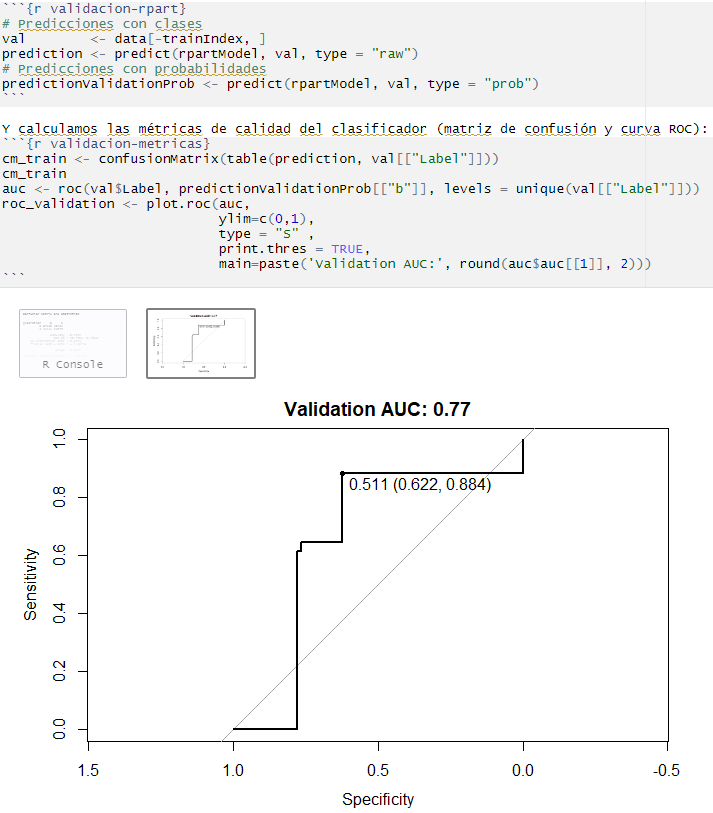 ```{r validacion-rpart}
# Predicciones con clases
val        <- data[-trainIndex, ]
prediction <- predict(rpartModel, val, type = "raw")
# Predicciones con probabilidades
predictionValidationProb <- predict(rpartModel, val, type = "prob")
```
Y calculamos las métricas de calidad del clasificador (matriz de confusión y curva ROC):
```{r validacion-metricas}
cm_train <- confusionMatrix(table(prediction, val[["Label"]]))
cm_train
auc <- roc(val$Label, predictionValidationProb[["b"]], levels = unique(val[["Label"]]))
roc_validation <- plot.roc(auc,
ylim=c(0,1),
type = "S" ,
print.thres = TRUE,
main=paste('Validation AUC:', round(auc$auc[[1]], 2)))
```
R Console
Validation AUC: 0.77
1.0
0.8
0.6
0.4
0.2
0.0
Sensitivity
0.511 (0.622, 0.884)
1.5 1.0 0.5 0.0 -0.5
Specificity